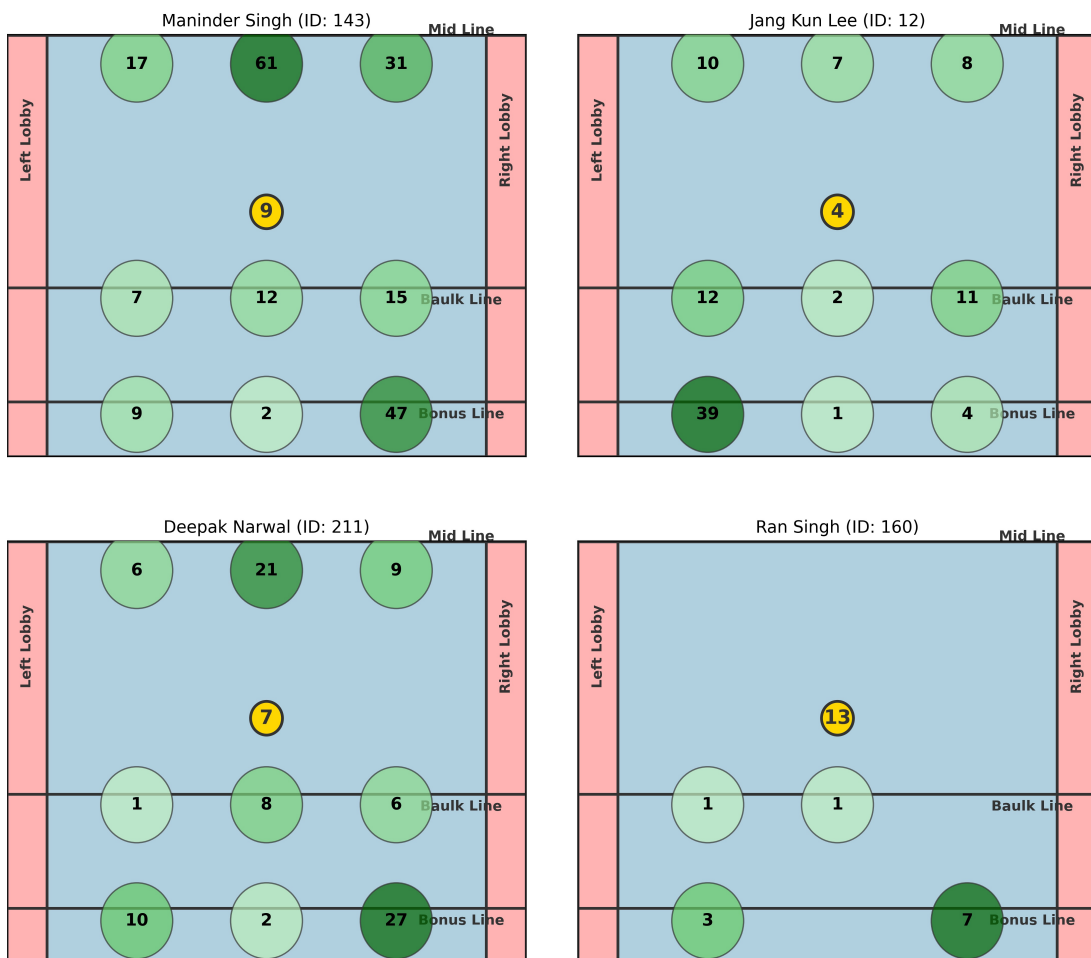 Maninder Singh (ID: 143)
Mid Line
17 61 31
Left Lobby
Right Lobby
9
7 12 15
Baulk Line
9 2 47
Bonus Line
Jang Kun Lee (ID: 12)
Mid Line
10 7 8
Left Lobby
Right Lobby
4
12 2 11
Baulk Line
39 1 4
Bonus Line
Deepak Narwal (ID: 211)
Mid Line
6 21 9
Left Lobby
Right Lobby
7
1 8 6
Baulk Line
10 2 27
Bonus Line
Ran Singh (ID: 160)
Mid Line
Left Lobby
Right Lobby
13
1 1
Baulk Line
3 7
Bonus Line